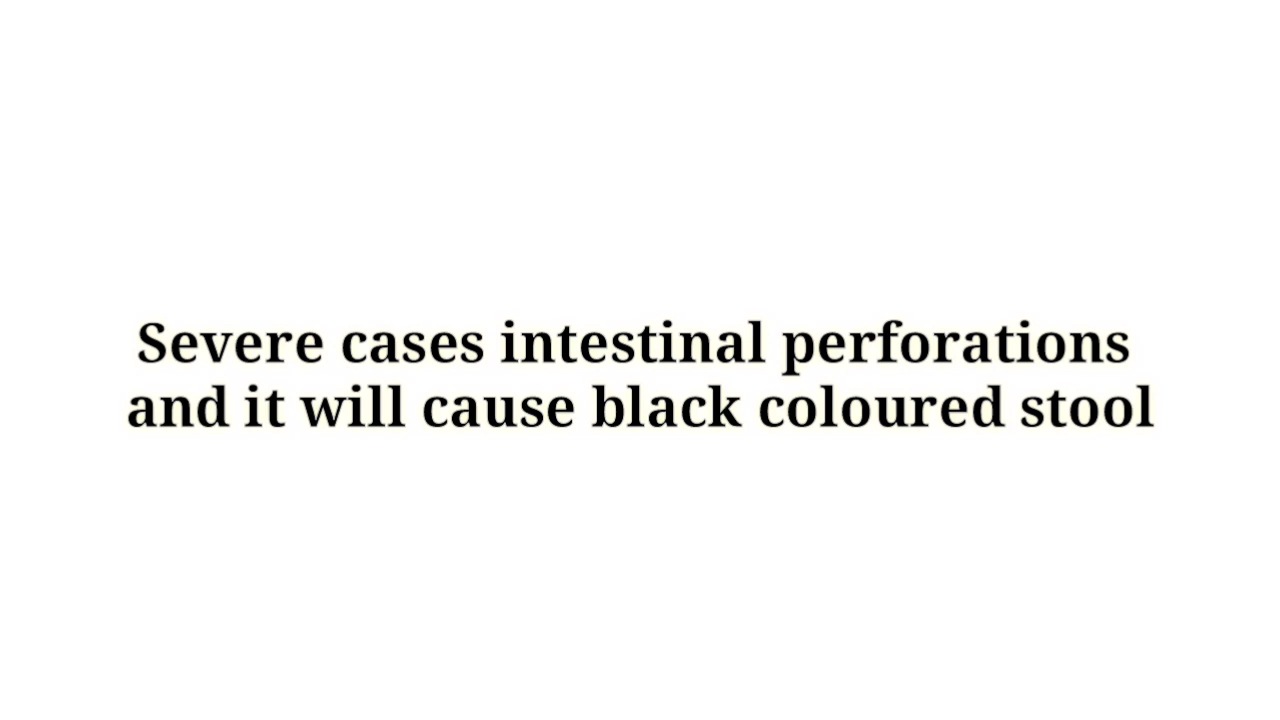 Severe cases intestinal perforations
and it will cause black coloured stool